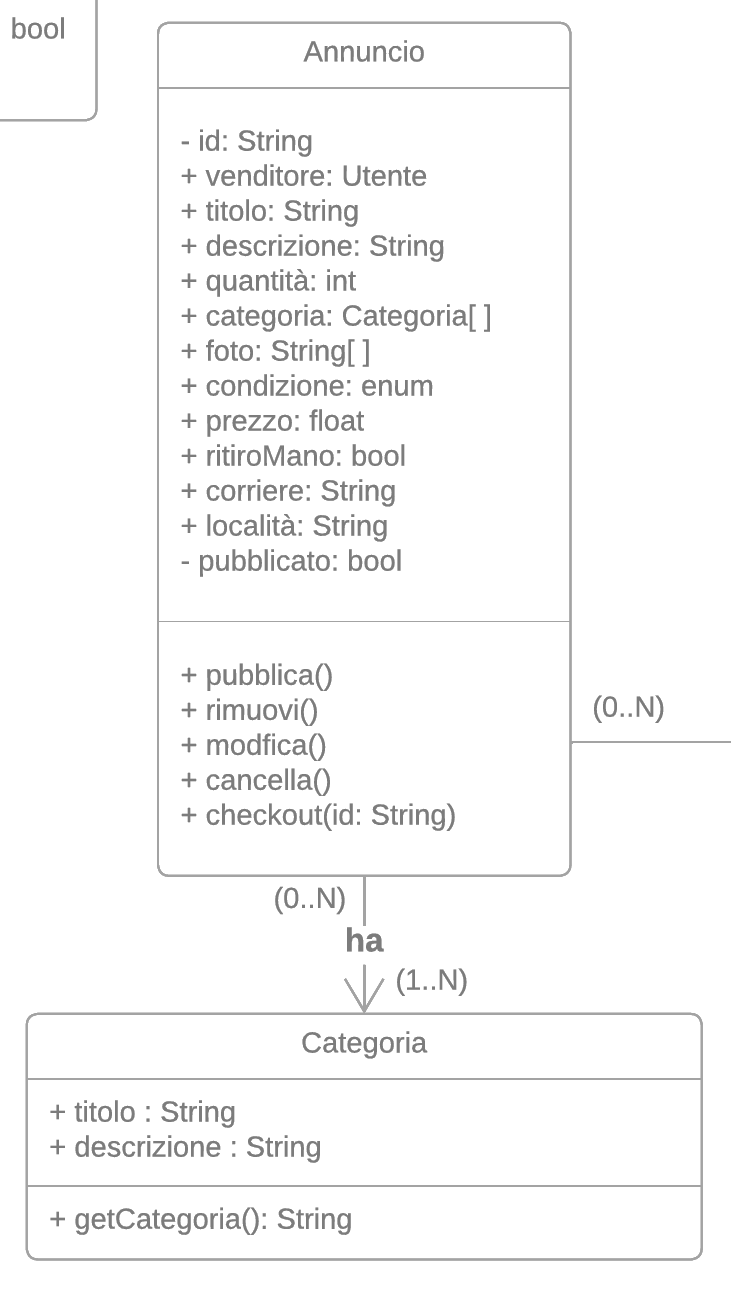 bool
Annuncio
- id: String
+ venditore: Utente
+ titolo: String
+ descrizione: String
+ quantità: int
+ categoria: Categoria[ ]
+ foto: String[ ]
+ condizione: enum
+ prezzo: float
+ ritiroMano: bool
+ corriere: String
+ località: String
- pubblicato: bool
+ pubblica()
+ rimuovi()
+ modfica()
+ cancella()
+ checkout(id: String)
(0..N)
(0..N)
ha
(1..N)
Categoria
+ titolo : String
+ descrizione : String
+ getCategoria(): String